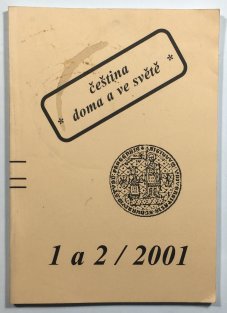 čeština
* doma a ve světě *
1 a 2 / 2001